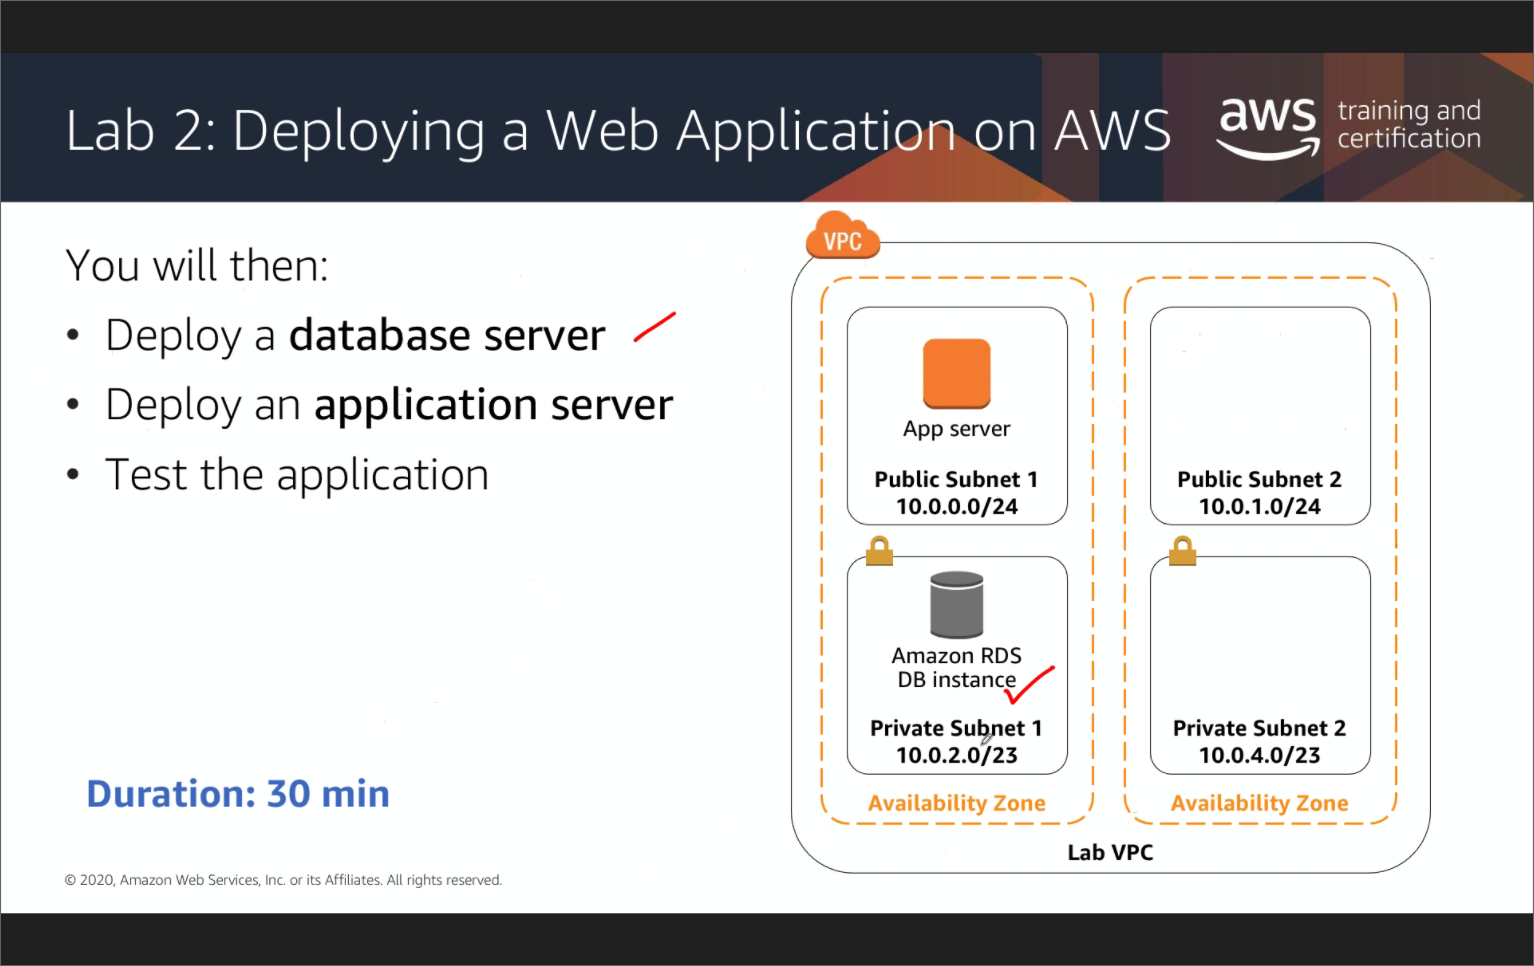 Lab 2: Deploying a Web Application on AWS
aws training and
certification
You will then:
• Deploy a database server
• Deploy an application server
• Test the application
Duration: 30 min
© 2020, Amazon Web Services, Inc. or its Affiliates. All rights reserved.
VPC
App server
Public Subnet 1
10.0.0.0/24
Public Subnet 2
10.0.1.0/24
Amazon RDS
DB instance
Private Subnet 1
10.0.2.0/23
Private Subnet 2
10.0.4.0/23
Availability Zone
Availability Zone
Lab VPC